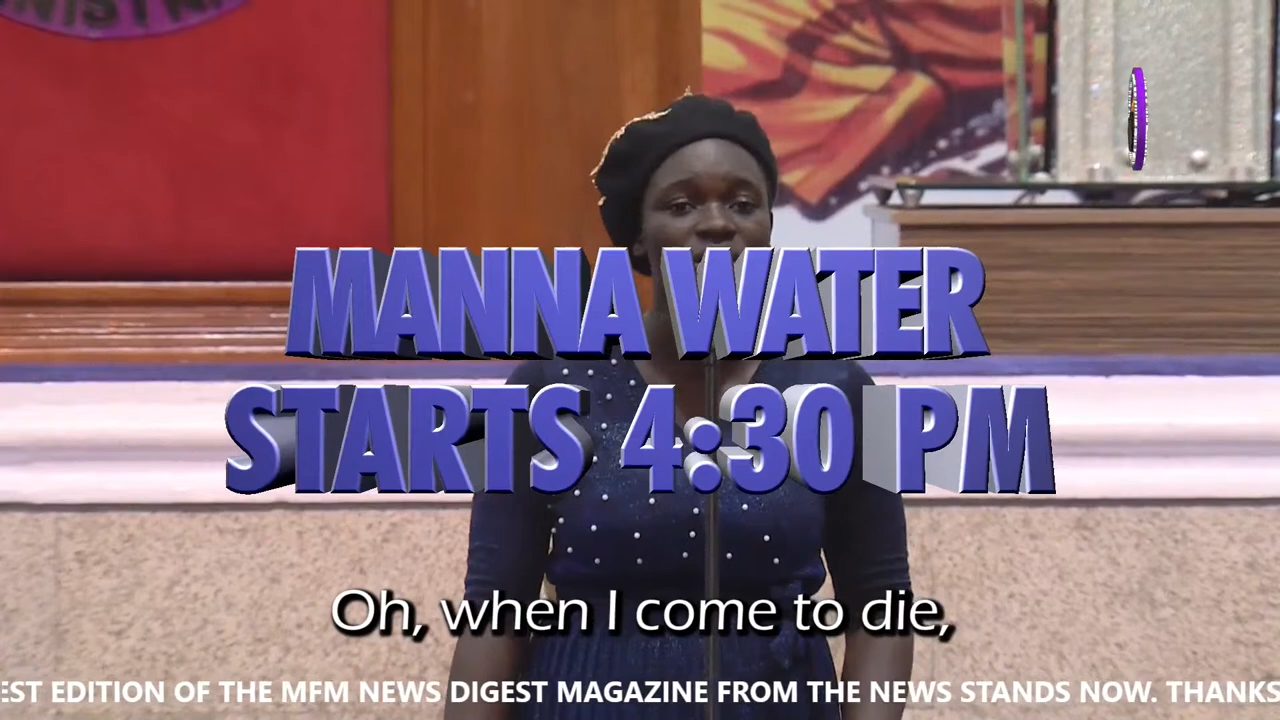 MANNA WATER
STARTS 4:30 PM
Oh, when I come to die,
EST EDITION OF THE MFM NEWS DIGEST MAGAZINE FROM THE NEWS STANDS NOW. THANKS